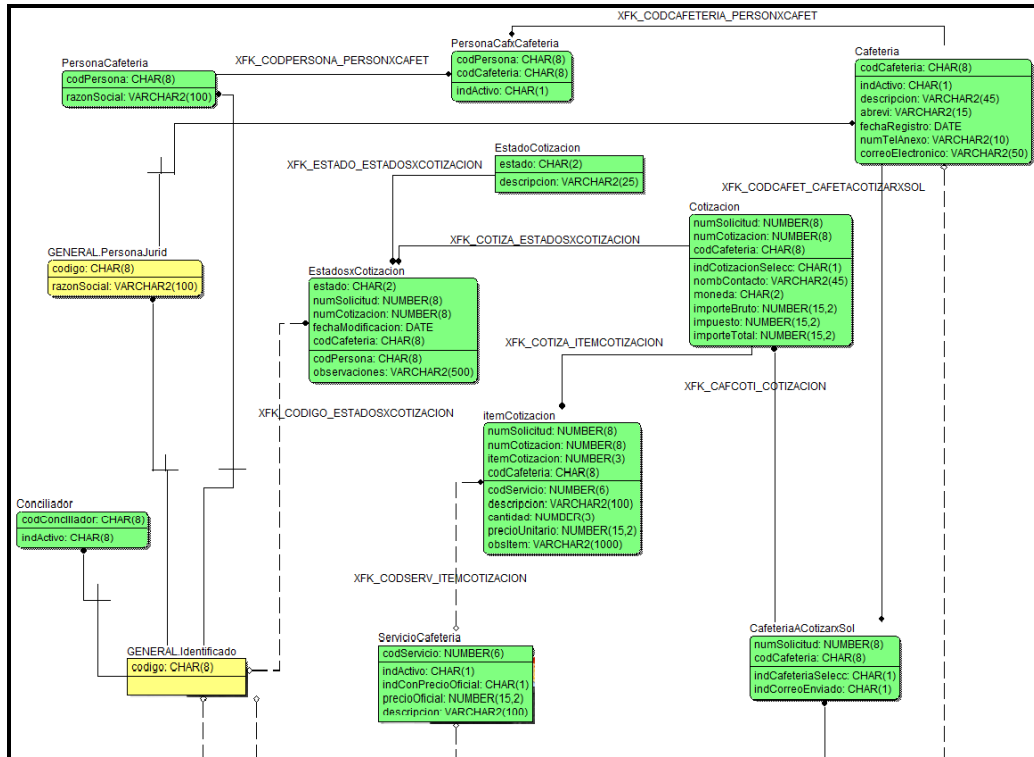 XFK_CODCAFETERIA_PERSONXCAFET
PersonaCafxCafeteria
codPersona: CHAR(8)
codCafeteria: CHAR(8)
indActivo: CHAR(1)
PersonaCafeteria
codPersona: CHAR(8)
razonSocial: VARCHAR2(100)
XFK_CODPERSONA_PERSONXCAFET
Cafeteria
codCafeteria: CHAR(8)
indActivo: CHAR(1)
descripcion: VARCHAR2(45)
abrevi: VARCHAR2(15)
fechaRegistro: DATE
numTelAnexo: VARCHAR2(10)
correoElectronico: VARCHAR2(50)
EstadoCotizacion
estado: CHAR(2)
descripcion: VARCHAR2(25)
XFK_ESTADO_ESTADOSXCOTIZACION
XFK_CODCAFET_CAFETACOTIZARXSOL
Cotizacion
numSolicitud: NUMBER(8)
numCotizacion: NUMBER(8)
codCafeteria: CHAR(8)
indCotizacionSelecc: CHAR(1)
nombContacto: VARCHAR2(45)
moneda: CHAR(2)
importeBruto: NUMBER(15,2)
impuesto: NUMBER(15,2)
importeTotal: NUMBER(15,2)
XFK_COTIZA_ESTADOSXCOTIZACION
GENERAL.PersonaJurid
codigo: CHAR(8)
razonSocial: VARCHAR2(100)
EstadosxCotizacion
estado: CHAR(2)
numSolicitud: NUMBER(8)
numCotizacion: NUMBER(8)
fechaModificacion: DATE
codCafeteria: CHAR(8)
codPersona: CHAR(8)
observaciones: VARCHAR2(500)
XFK_COTIZA_ITEMCOTIZACION
XFK_CAFCOTI_COTIZACION
XFK_CODIGO_ESTADOSXCOTIZACION
itemCotizacion
numSolicitud: NUMBER(8)
numCotizacion: NUMBER(8)
itemCotizacion: NUMBER(3)
codCafeteria: CHAR(8)
codServicio: NUMBER(6)
descripcion: VARCHAR2(100)
cantidad: NUMBER(3)
precioUnitario: NUMBER(15,2)
obsItem: VARCHAR2(1000)
Conciliador
codConciliador: CHAR(8)
indActivo: CHAR(8)
XFK_CODSERV_ITEMCOTIZACION
GENERAL.Identificado
codigo: CHAR(8)
ServicioCafeteria
codServicio: NUMBER(6)
indActivo: CHAR(1)
indConPrecioOficial: CHAR(1)
precioOficial: NUMBER(15,2)
descripcion: VARCHAR2(100)
CafeteriaACotizarxSol
numSolicitud: NUMBER(8)
codCafeteria: CHAR(8)
indCafeteriaSelecc: CHAR(1)
indCorreoEnviado: CHAR(1)